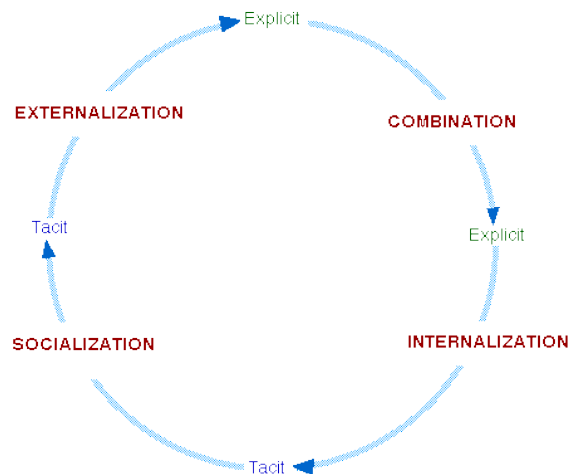 Explicit
EXTERNALIZATION
COMBINATION
Tacit
Explicit
SOCIALIZATION
INTERNALIZATION
Tacit